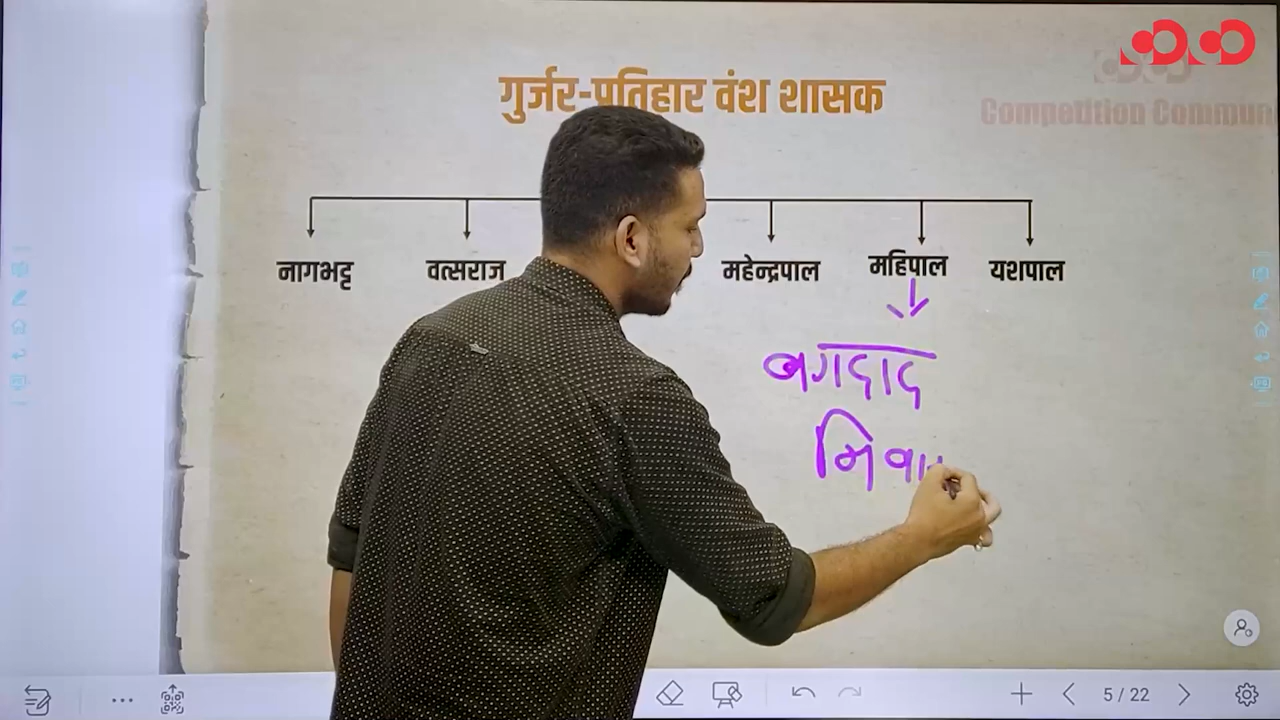 गुर्जर-प्रतिहार वंश शासक
Competition Commun
नागभट्ट वत्सराज महेन्द्रपाल महिपाल यशपाल
बगदाद
5 / 22